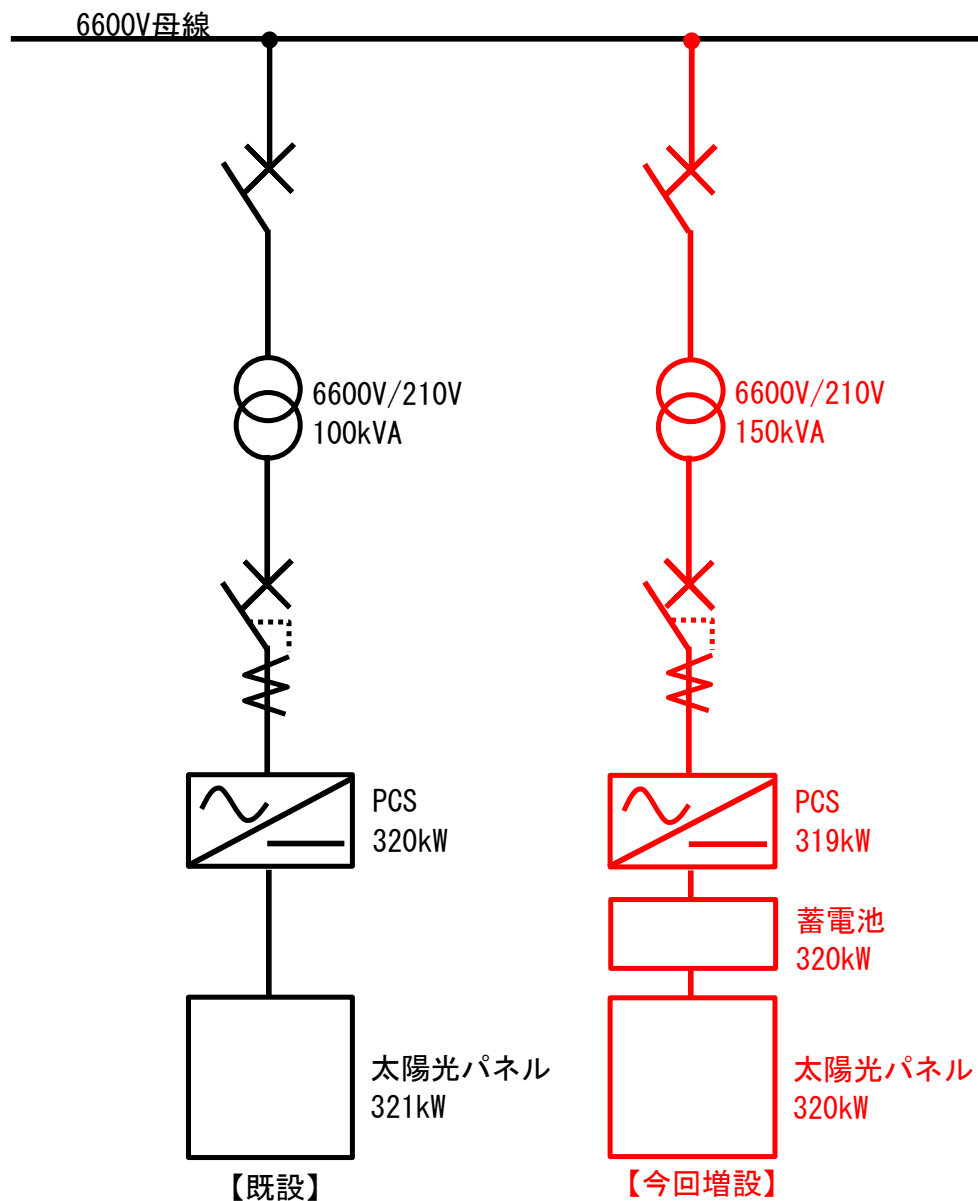 6600V母線
6600V/210V
100kVA
PCS
320kW
太陽光パネル
321kW
【既設】
6600V/210V
150kVA
PCS
319kW
蓄電池
320kW
太陽光パネル
320kW
【今回増設】